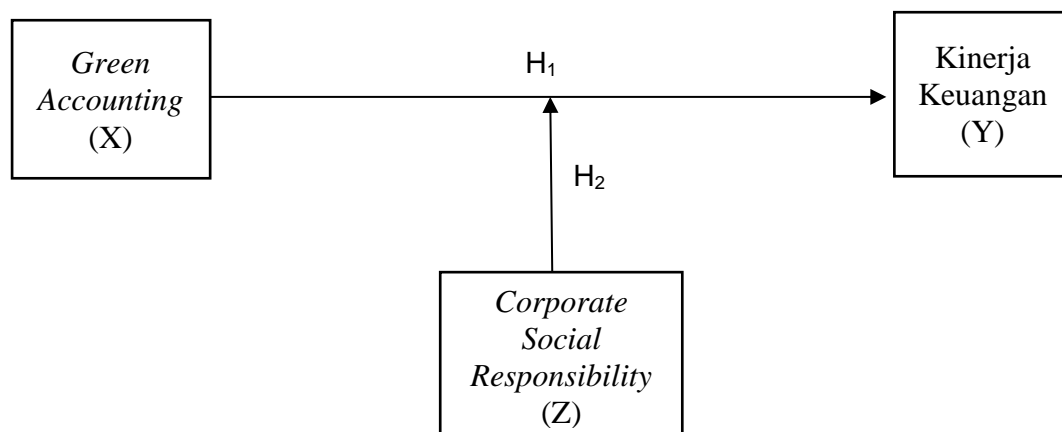 Green
Accounting
(X)
H₁
Kinerja
Keuangan
(Y)
H₂
Corporate
Social
Responsibility
(Z)